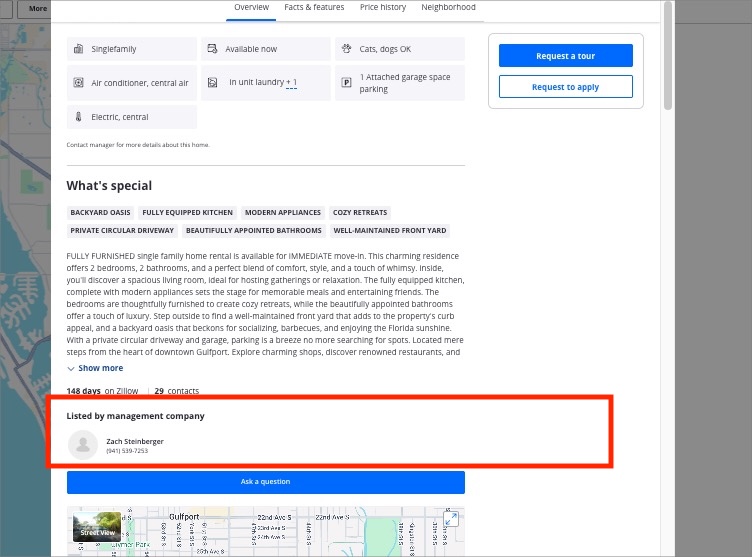 More
Overview Facts & features Price history Neighborhood
Singlefamily Available now Cats, dogs OK
Air conditioner, central air In unit laundry + 1 1 Attached garage space parking
Electric, central
Request a tour
Request to apply
Contact manager for more details about this home.
What's special
BACKYARD OASIS FULLY EQUIPPED KITCHEN MODERN APPLIANCES COZY RETREATS
PRIVATE CIRCULAR DRIVEWAY BEAUTIFULLY APPOINTED BATHROOMS WELL-MAINTAINED FRONT YARD
FULLY FURNISHED single family home rental is available for IMMEDIATE move-in. This charming residence
offers 2 bedrooms, 2 bathrooms, and a perfect blend of comfort, style, and a touch of whimsy. Inside,
you'll discover a spacious living room, ideal for hosting gatherings or relaxation. The fully equipped kitchen,
complete with modern appliances sets the stage for memorable meals and entertaining friends. The
bedrooms are thoughtfully furnished to create cozy retreats, while the beautifully appointed bathrooms
offer a touch of luxury. Step outside to find a well-maintained front yard that adds to the property's curb
appeal, and a backyard oasis that beckons for socializing, barbecues, and enjoying the Florida sunshine.
With a private circular driveway and garage, parking is a breeze no more searching for spots. Located mere
steps from the heart of downtown Gulfport. Explore charming shops, discover renowned restaurants, and
Show more
148 days on Zillow | 29 contacts
Listed by management company
Zach Steinberger
(941) 539-7253
Ask a question
Street View
Gulfport 22nd Ave S 22nd Ave S
23rd Ave S
24th Ave S
25th Ave S